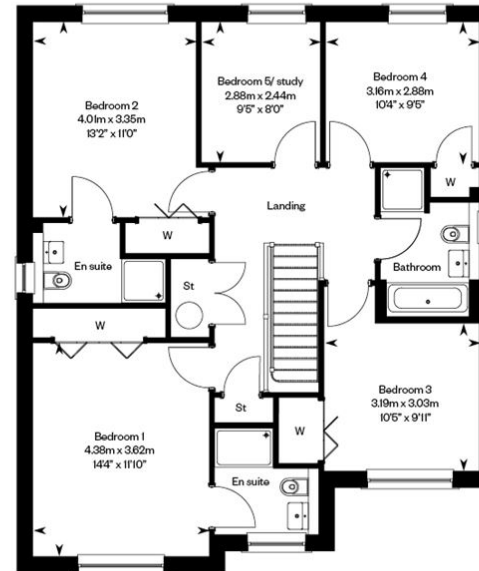 Bedroom 2
4.01m x 3.35m
13'2" x 11'0"
Bedroom 5/ study
2.88m x 2.44m
9'5" x 8'0"
Bedroom 4
3.16m x 2.88m
10'4" x 9'5"
W
Landing
W
En suite
St
Bathroom
W
Bedroom 3
3.19m x 3.03m
10'5" x 9'11"
St
W
Bedroom 1
4.38m x 3.62m
14'4" x 11'10"
En suite